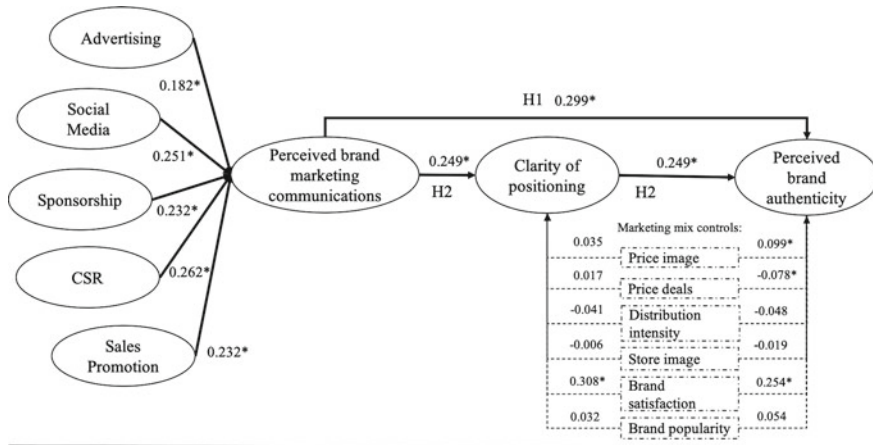 Advertising
0.182*
Social
Media
0.251*
Sponsorship
0.232*
CSR
0.262*
Sales
Promotion
0.232*
Perceived brand
marketing
communications
H1 0.299*
0.249*
H2
Clarity of
positioning
0.249*
H2
Perceived
brand
authenticity
Marketing mix controls:
0.035
Price image
0.099*
0.017
Price deals
-0.078*
-0.041
Distribution
intensity
-0.048
-0.006
Store image
-0.019
0.308*
Brand
satisfaction
0.254*
0.032
Brand popularity
0.054